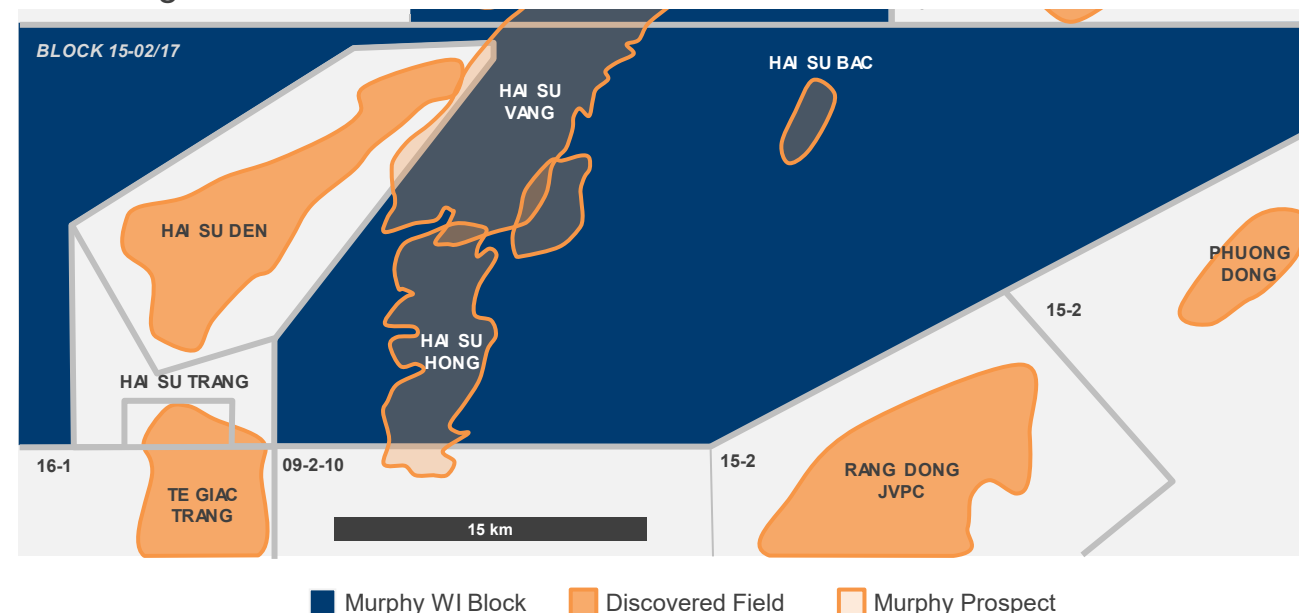 BLOCK 15-02/17
HAI SU BAC
HAI SU
VANG
HAI SU DEN
PHUONG
DONG
15-2
HAI SU
HONG
HAI SU TRANG
16-1
09-2-10
15-2
RANG DONG
JVPC
TE GIAC
TRANG
15 km
Murphy WI Block
Discovered Field
Murphy Prospect